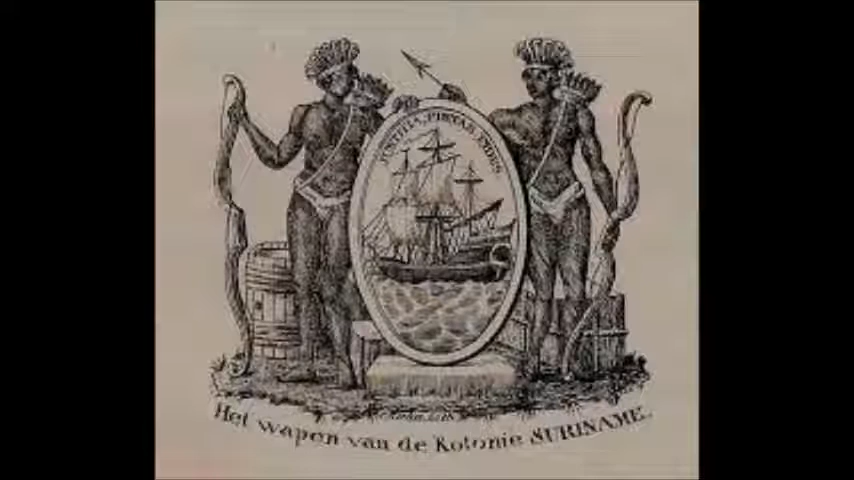 JUSTITIA. PIETAS. FIDES
Het wapen van de Kolonie SURINAME.